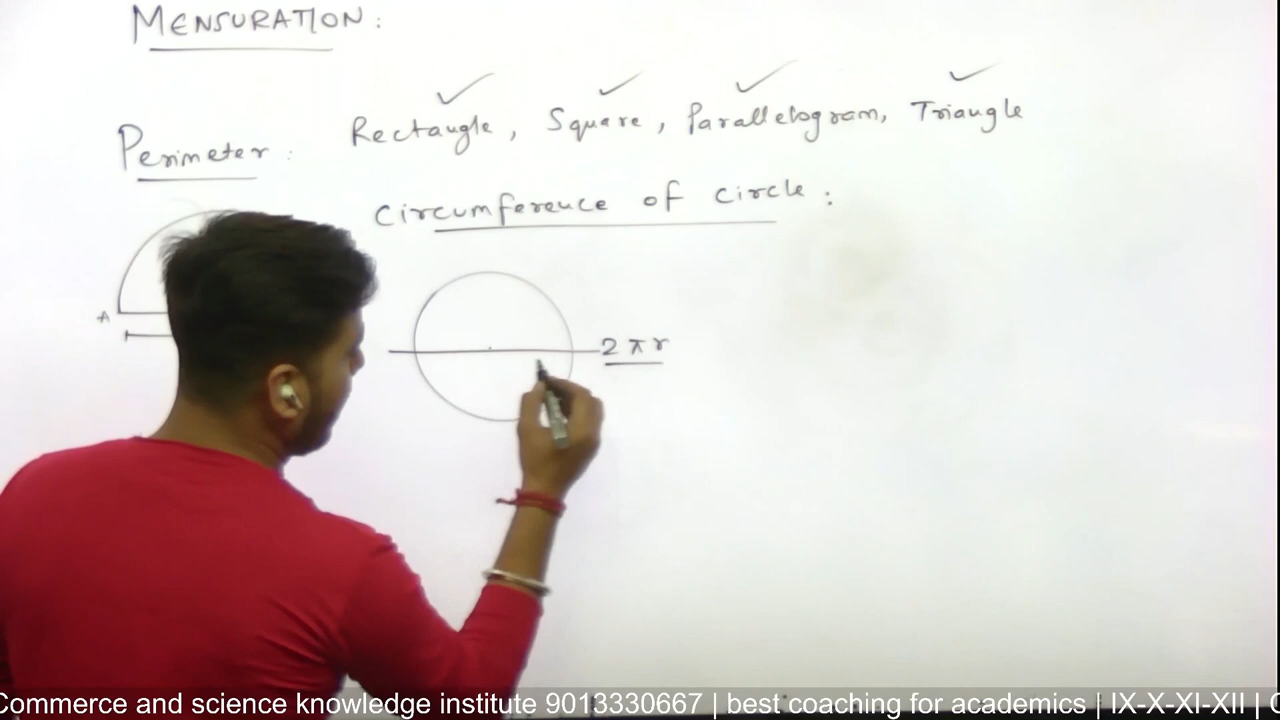 MENSURATION :
Perimeter : Rectangle, Square, Parallelogram, Triangle
Circumference of circle :
A
2 π r
Commerce and science knowledge institute 9013330667 | best coaching for academics | IX-X-XI-XII | C